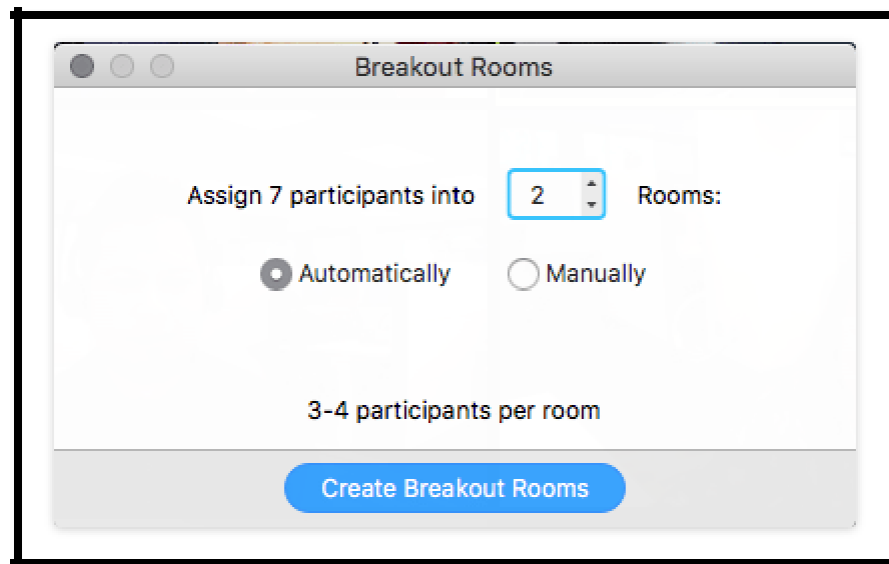 Breakout Rooms
Assign 7 participants into 2 Rooms:
Automatically Manually
3-4 participants per room
Create Breakout Rooms